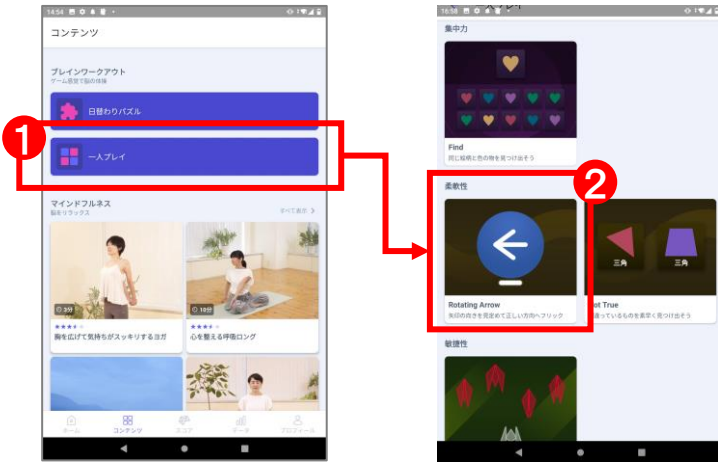 14:54
コンテンツ
ブレインワークアウト
ゲーム感覚で脳の体操
日替わりパズル
1
一人プレイ
マインドフルネス
脳をリラックス
すべて表示 >
3分
10分
胸を広げて気持ちがスッキリするヨガ
心を整える呼吸ロング
ホーム
コンテンツ
スコア
データ
プロフィール
16:58
集中力
Find
同じ絵柄と色の物を見つけ出そう
2
柔軟性
三角
三角
Rotating Arrow
矢印の向きを見定めて正しい方向へフリック
ot True
違っているものを素早く見つけ出そう
敏捷性